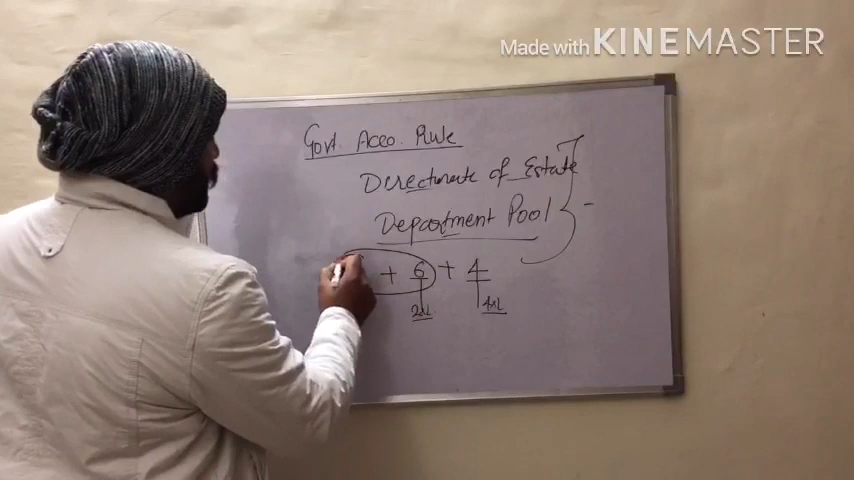 Made with KINEMASTER
Govt. Acco. Rule
Directorate of Estate
Department Pool
+ 6 + 4
2xL 4xL